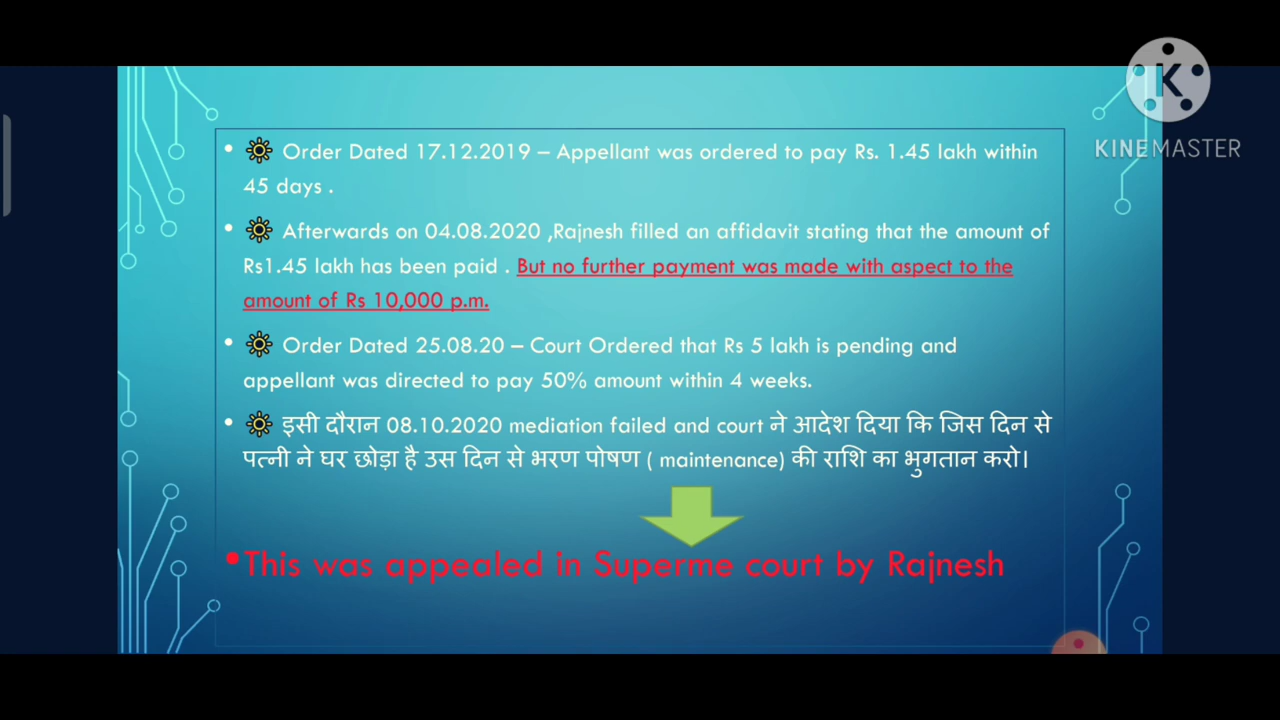 K
KINEMASTER
• Order Dated 17.12.2019 – Appellant was ordered to pay Rs. 1.45 lakh within
45 days .
• Afterwards on 04.08.2020 ,Rajnesh filled an affidavit stating that the amount of
Rs1.45 lakh has been paid . But no further payment was made with aspect to the
amount of Rs 10,000 p.m.
• Order Dated 25.08.20 – Court Ordered that Rs 5 lakh is pending and
appellant was directed to pay 50% amount within 4 weeks.
• इसी दौरान 08.10.2020 mediation failed and court ने आदेश दिया कि जिस दिन से
पत्नी ने घर छोड़ा है उस दिन से भरण पोषण ( maintenance) की राशि का भुगतान करो।
•This was appealed in Superme court by Rajnesh